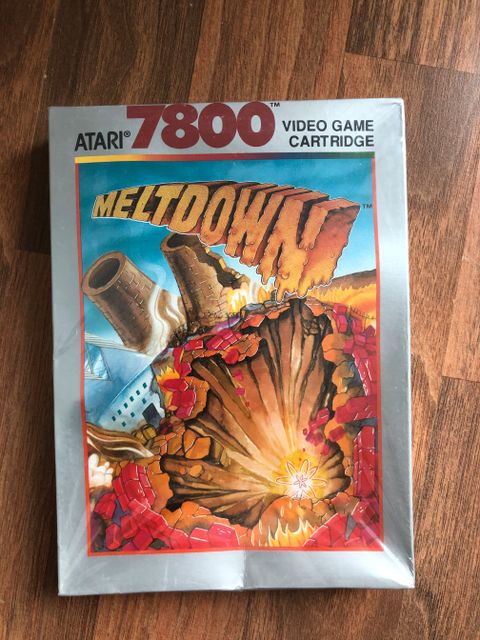 ATARI® 7800™ VIDEO GAME
CARTRIDGE
MELTDOWN™